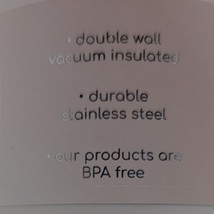 • double wall
vacuum insulated
• durable
stainless steel
• our products are
BPA free